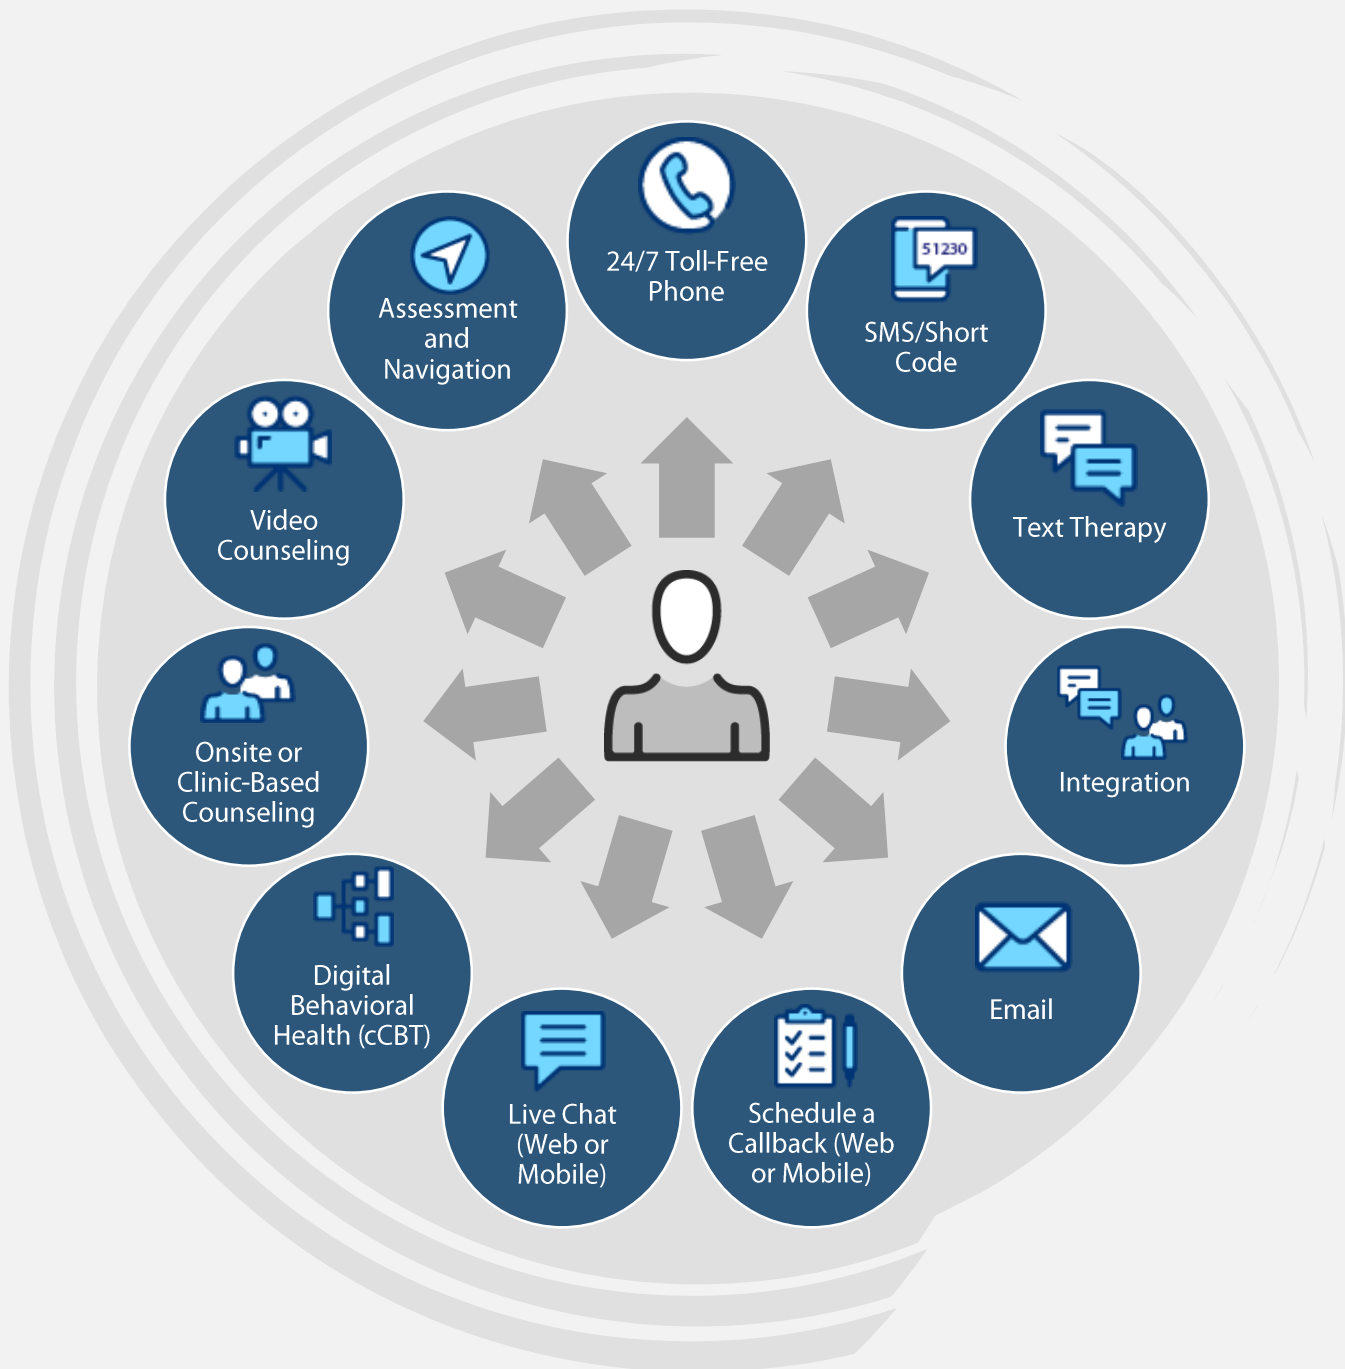 24/7 Toll-Free
Phone
51230
SMS/Short
Code
Text Therapy
Integration
Email
Schedule a
Callback (Web
or Mobile)
Live Chat
(Web or
Mobile)
Digital
Behavioral
Health (cCBT)
Onsite or
Clinic-Based
Counseling
Video
Counseling
Assessment
and
Navigation